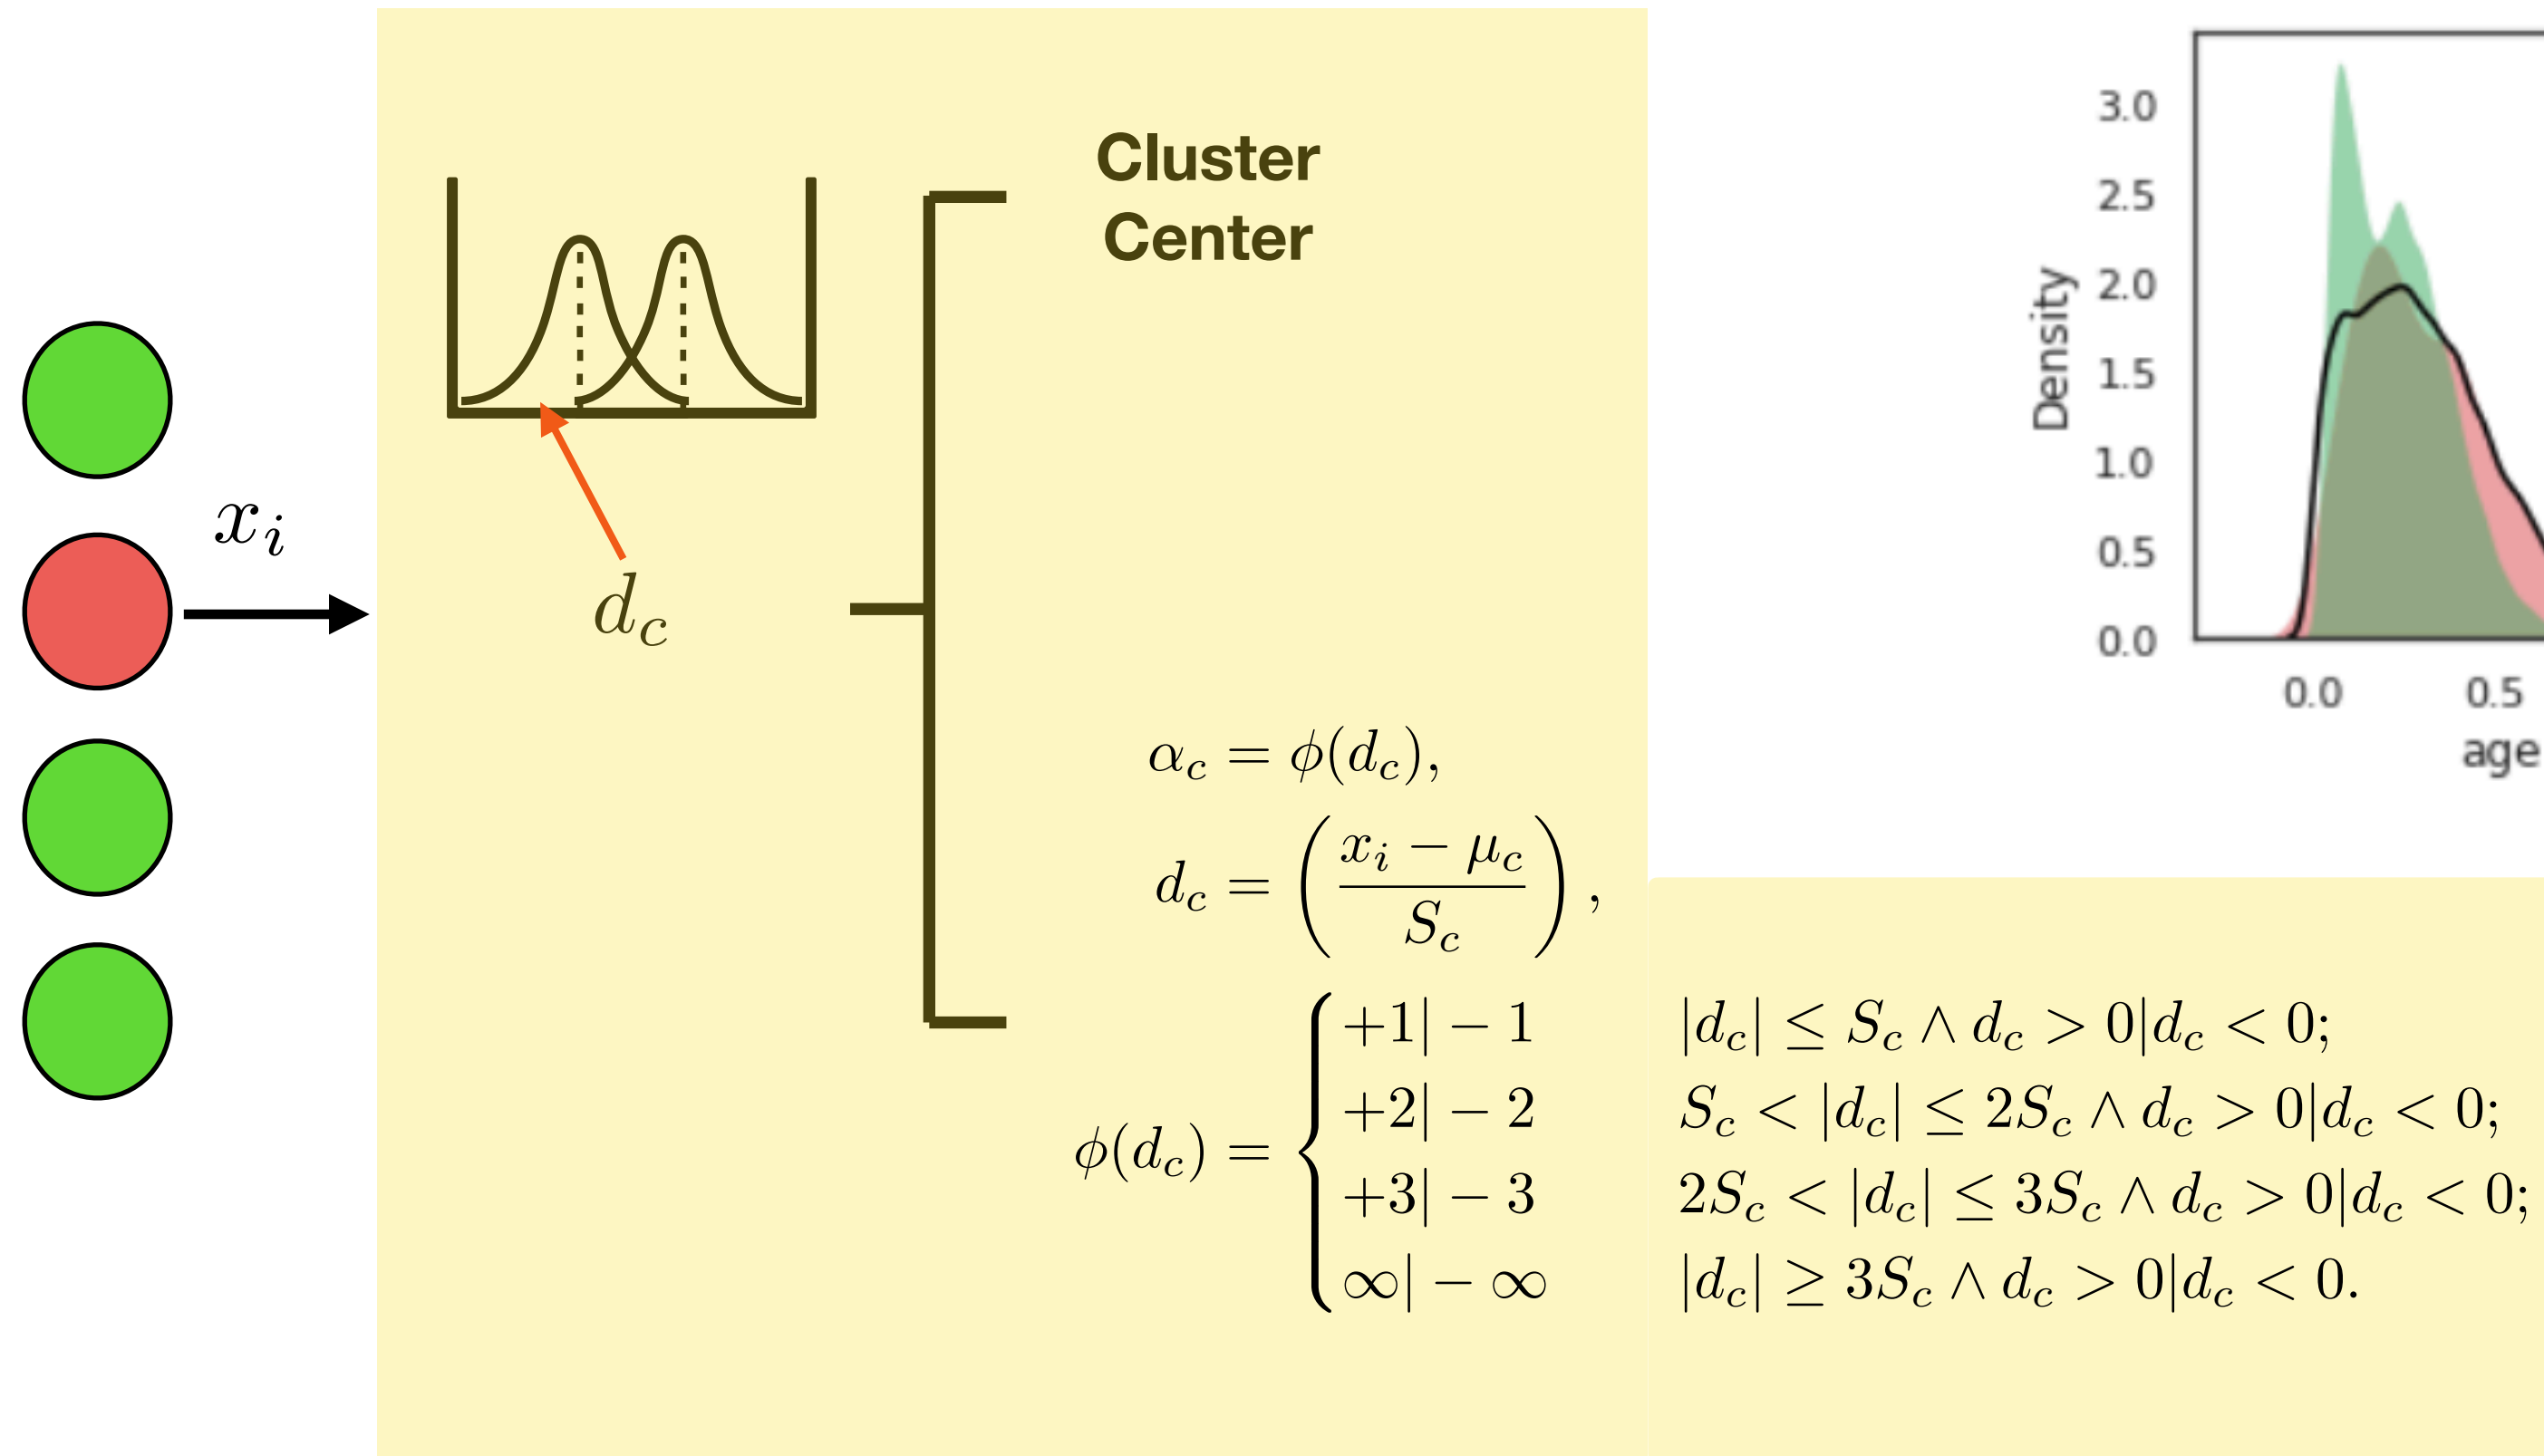 Cluster
Center
x_i
d_c
α_c = ϕ(d_c),
d_c = ( (x_i − μ_c) / S_c ),
ϕ(d_c) = {
+1| − 1 |d_c| ≤ S_c ∧ d_c > 0|d_c < 0;
+2| − 2 S_c < |d_c| ≤ 2S_c ∧ d_c > 0|d_c < 0;
+3| − 3 2S_c < |d_c| ≤ 3S_c ∧ d_c > 0|d_c < 0;
∞| − ∞ |d_c| ≥ 3S_c ∧ d_c > 0|d_c < 0.
Density
3.0
2.5
2.0
1.5
1.0
0.5
0.0
0.0 0.5
age